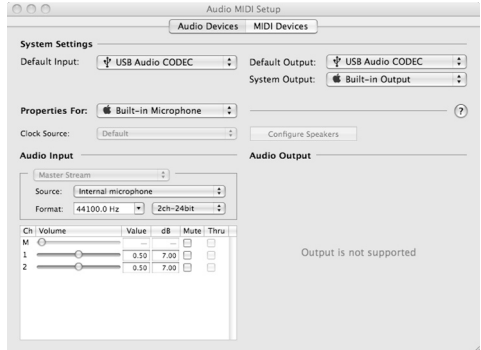 Audio MIDI Setup
Audio Devices MIDI Devices
System Settings
Default Input: USB Audio CODEC
Default Output: USB Audio CODEC
System Output: Built-in Output
Properties For: Built-in Microphone ?
Clock Source: Default
Configure Speakers
Audio Input
Audio Output
Master Stream
Source: Internal microphone
Format: 44100.0 Hz 2ch-24bit
Ch Volume Value dB Mute Thru
M --- ---
1 0.50 7.00
2 0.50 7.00
Output is not supported